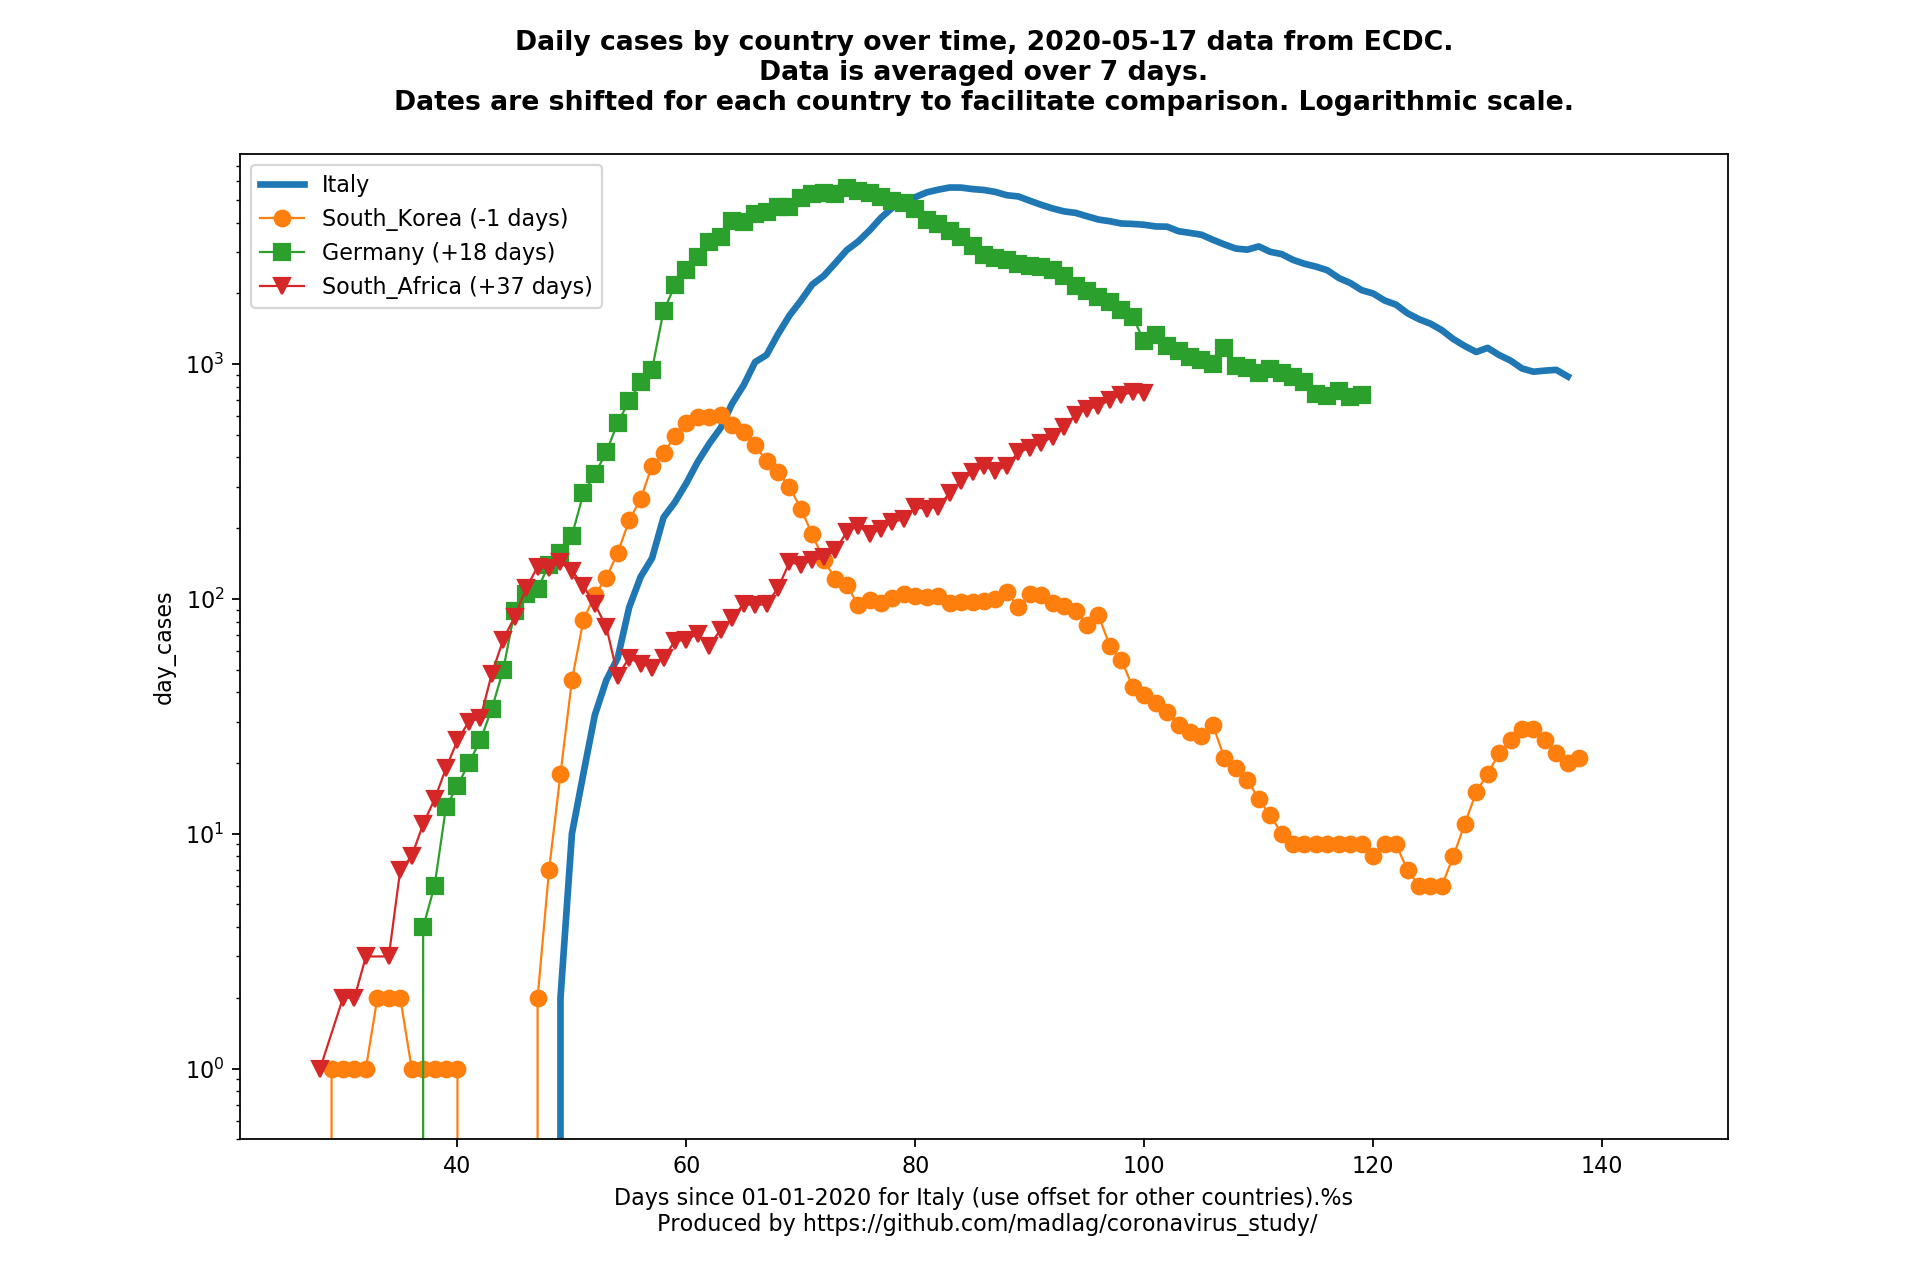 Daily cases by country over time, 2020-05-17 data from ECDC.
Data is averaged over 7 days.
Dates are shifted for each country to facilitate comparison. Logarithmic scale.
Italy
South_Korea (-1 days)
Germany (+18 days)
South_Africa (+37 days)
10³
10²
10¹
10⁰
day_cases
40 60 80 100 120 140
Days since 01-01-2020 for Italy (use offset for other countries).%s
Produced by https://github.com/madlag/coronavirus_study/